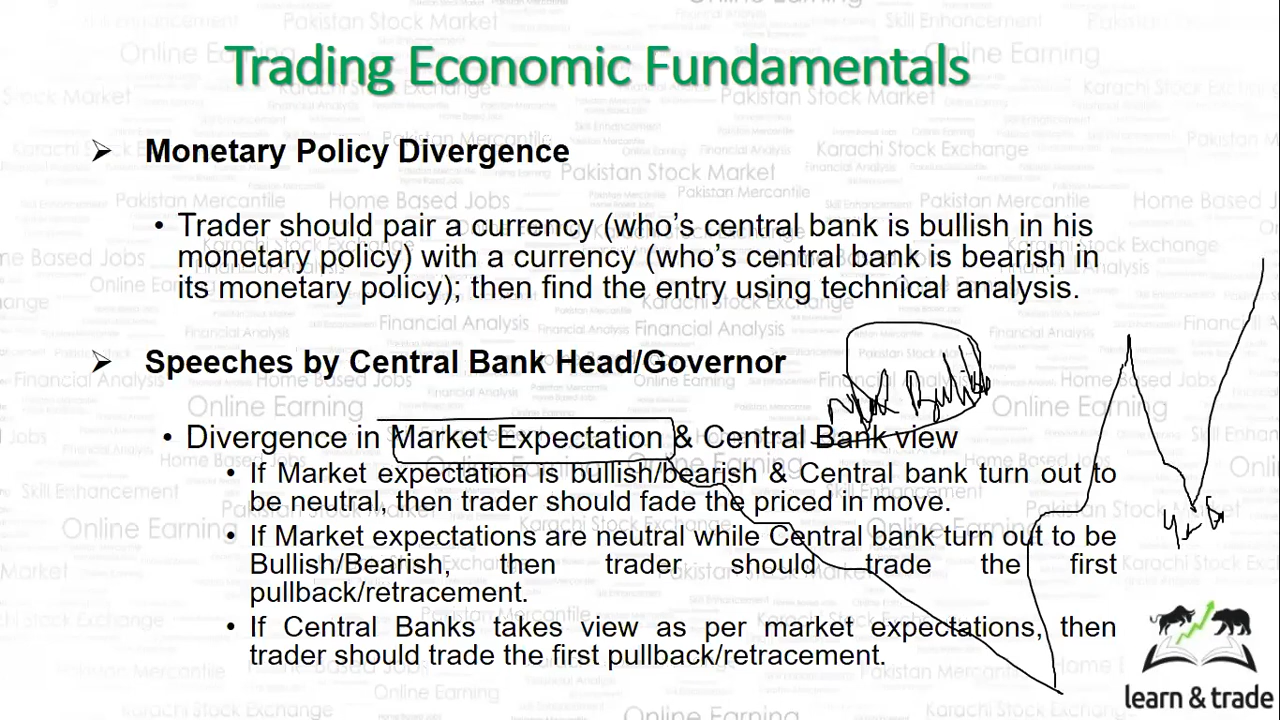 Trading Economic Fundamentals
Monetary Policy Divergence
Trader should pair a currency (who's central bank is bullish in his
monetary policy) with a currency (who's central bank is bearish in
its monetary policy); then find the entry using technical analysis.
Speeches by Central Bank Head/Governor
Divergence in Market Expectation & Central Bank view
If Market expectation is bullish/bearish & Central bank turn out to
be neutral, then trader should fade the priced in move.
If Market expectations are neutral while Central bank turn out to be
Bullish/Bearish, then trader should trade the first
pullback/retracement.
If Central Banks takes view as per market expectations, then
trader should trade the first pullback/retracement.
learn & trade